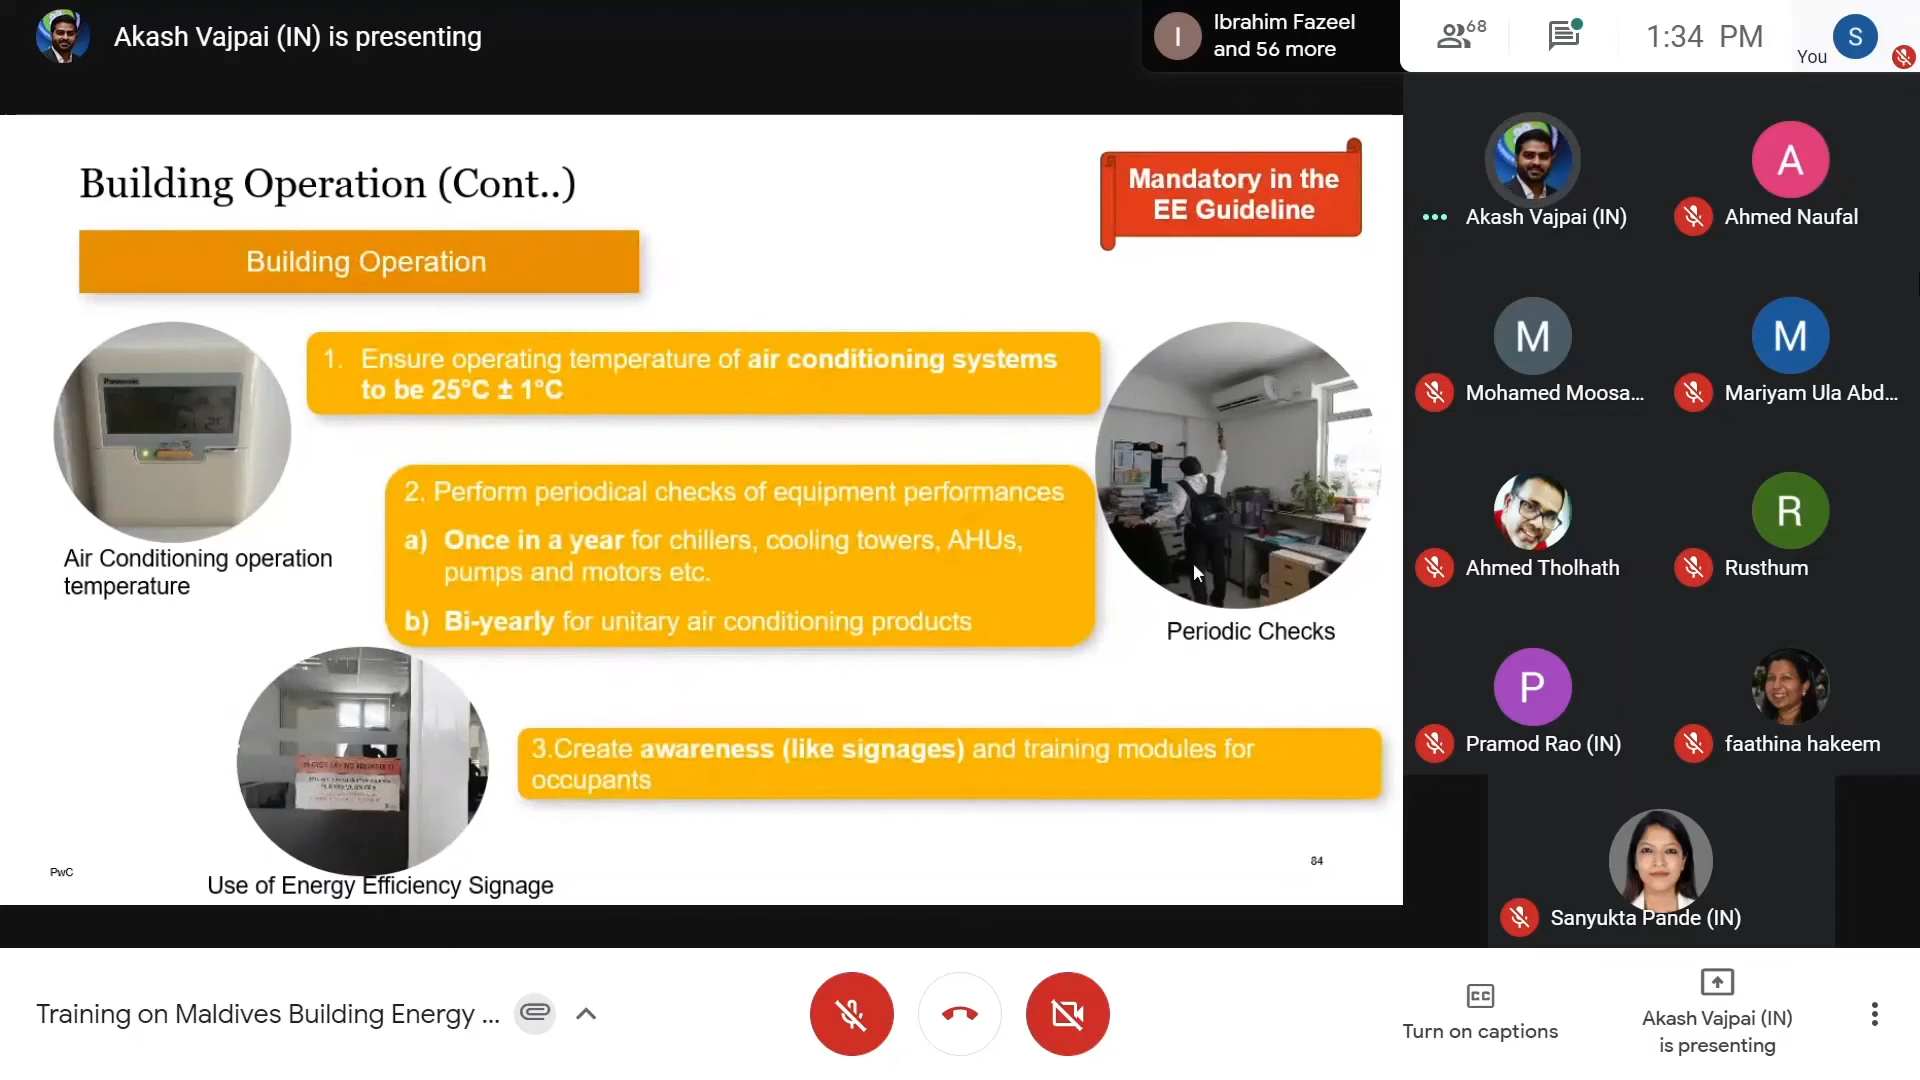 Akash Vajpai (IN) is presenting
I
Ibrahim Fazeel
and 56 more
68
1:34 PM
You
S
Building Operation (Cont..)
Mandatory in the
EE Guideline
Building Operation
Panasonic
1. Ensure operating temperature of air conditioning systems
to be 25°C ± 1°C
2. Perform periodical checks of equipment performances
a) Once in a year for chillers, cooling towers, AHUs,
pumps and motors etc.
b) Bi-yearly for unitary air conditioning products
Air Conditioning operation
temperature
Periodic Checks
3.Create awareness (like signages) and training modules for
occupants
PwC
84
Use of Energy Efficiency Signage
Akash Vajpai (IN)
A
Ahmed Naufal
M
Mohamed Moosa...
M
Mariyam Ula Abd...
Ahmed Tholhath
R
Rusthum
P
Pramod Rao (IN)
faathina hakeem
Sanyukta Pande (IN)
Training on Maldives Building Energy ...
CC
Turn on captions
Akash Vajpai (IN)
is presenting